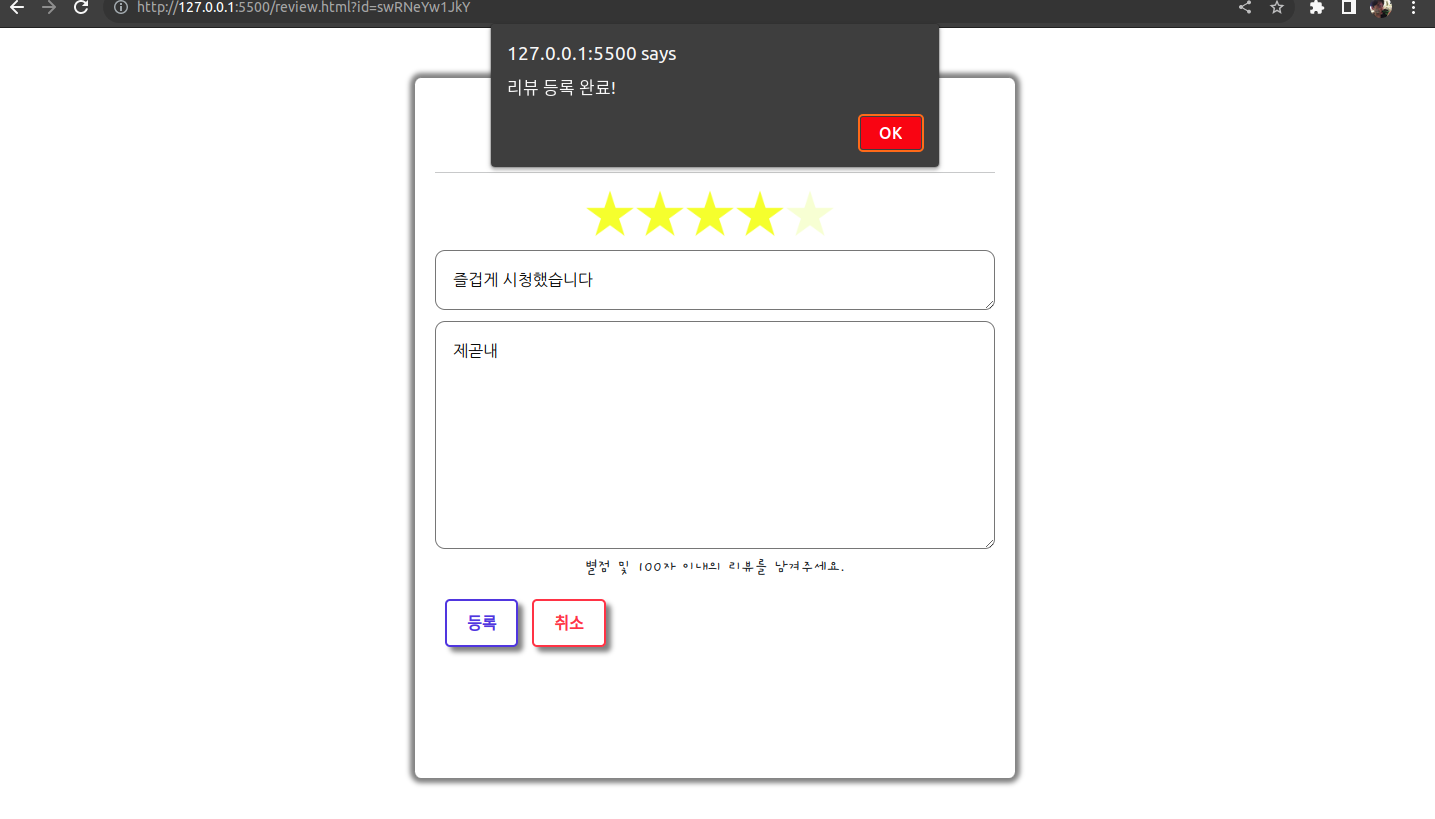 http://127.0.0.1:5500/review.html?id=swRNeYw1JkY
127.0.0.1:5500 says
리뷰 등록 완료!
OK
즐겁게 시청했습니다
제곧내
별점 및 100자 이내의 리뷰를 남겨주세요.
등록 취소